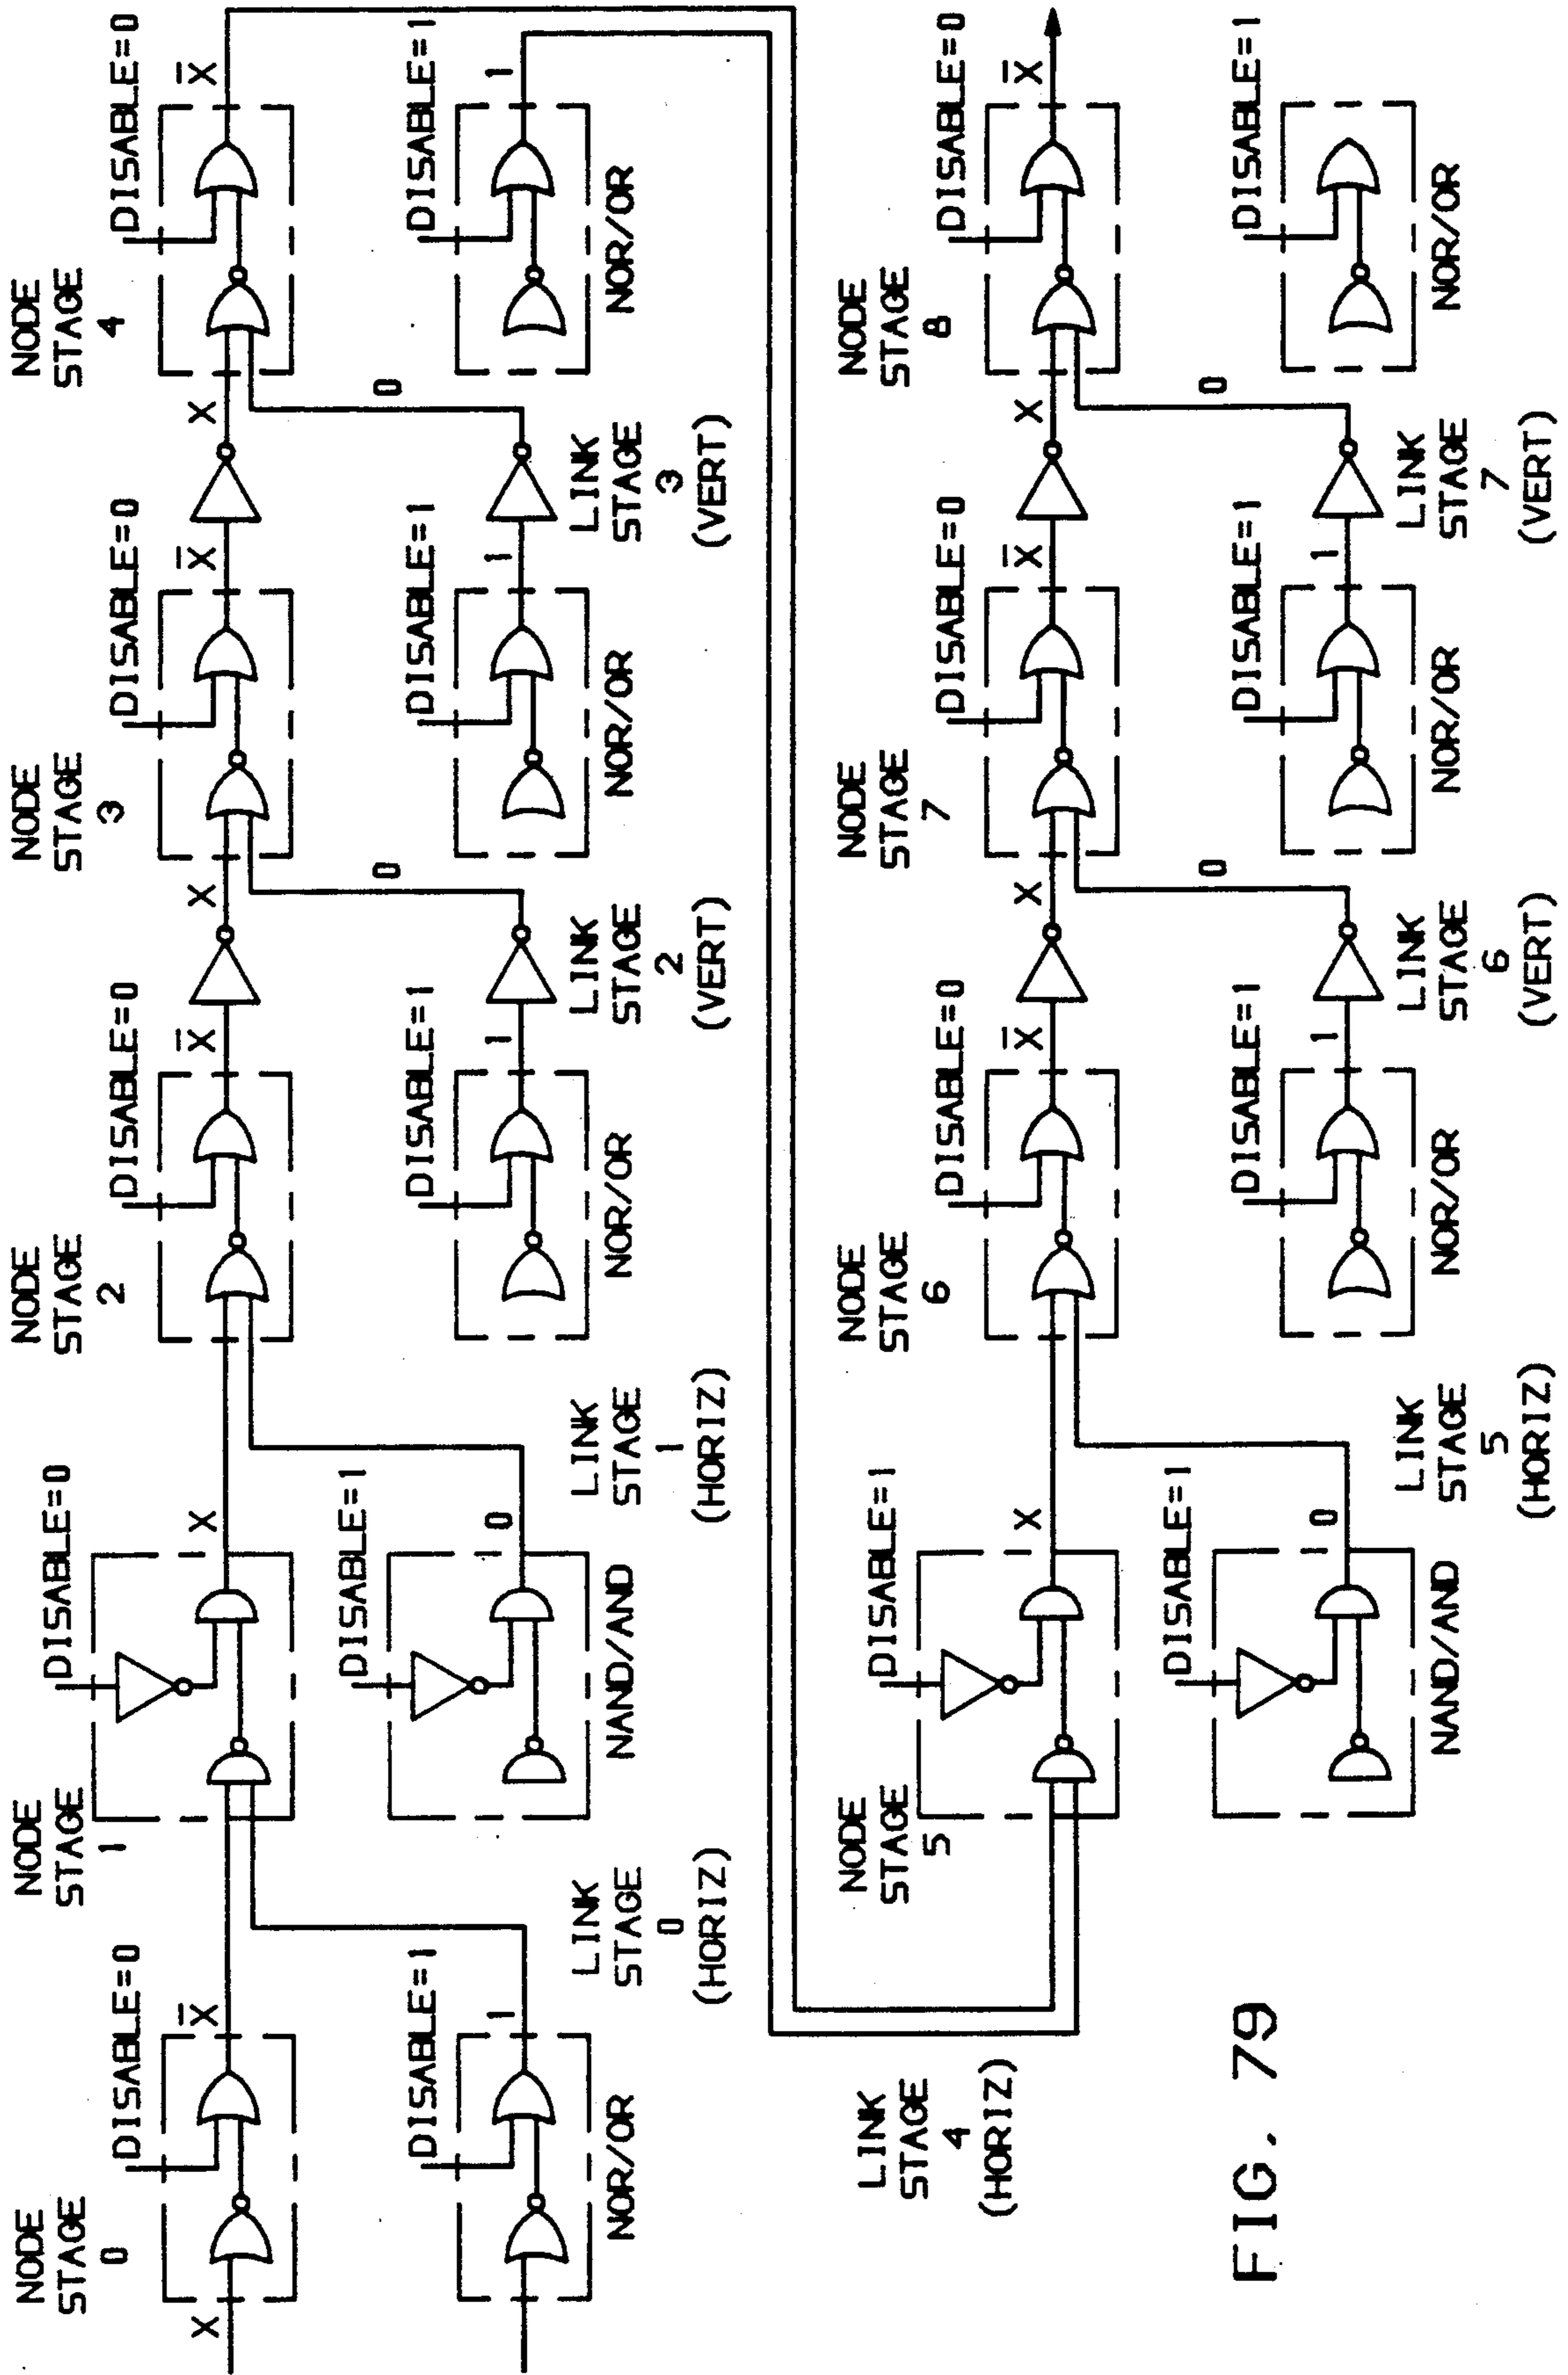 NODE
STAGE
0
NODE
STAGE
1
NODE
STAGE
2
NODE
STAGE
3
NODE
STAGE
4
DISABLE=0
DISABLE=0
DISABLE=0
DISABLE=0
DISABLE=0
X
X̄
X
X̄
X
X̄
X
X̄
DISABLE=1
DISABLE=1
DISABLE=1
DISABLE=1
DISABLE=1
0
0
1
0
1
1
1
NOR/OR
NAND/AND
NOR/OR
NOR/OR
NOR/OR
LINK
STAGE
0
(HORIZ)
LINK
STAGE
1
(HORIZ)
LINK
STAGE
2
(VERT)
LINK
STAGE
3
(VERT)
LINK
STAGE
4
(HORIZ)
NODE
STAGE
5
NODE
STAGE
6
NODE
STAGE
7
NODE
STAGE
8
DISABLE=1
DISABLE=0
DISABLE=0
DISABLE=0
X
X̄
X
X̄
X
X̄
DISABLE=1
DISABLE=1
DISABLE=1
DISABLE=1
0
0
0
1
1
NAND/AND
NOR/OR
NOR/OR
NOR/OR
LINK
STAGE
5
(HORIZ)
LINK
STAGE
6
(VERT)
LINK
STAGE
7
(VERT)
FIG. 79